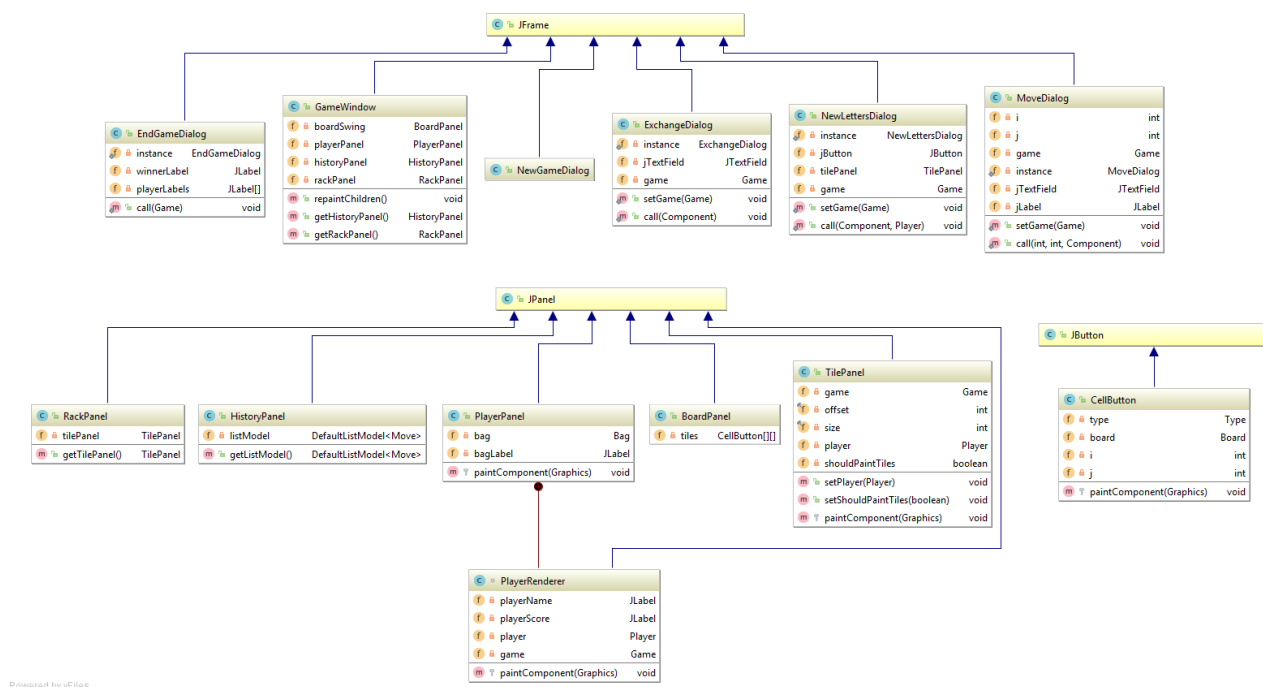 JFrame
EndGameDialog
instance EndGameDialog
winnerLabel JLabel
playerLabels JLabel[]
call(Game) void
GameWindow
boardSwing BoardPanel
playerPanel PlayerPanel
historyPanel HistoryPanel
rackPanel RackPanel
repaintChildren() void
getHistoryPanel() HistoryPanel
getRackPanel() RackPanel
NewGameDialog
ExchangeDialog
instance ExchangeDialog
jTextField JTextField
game Game
setGame(Game) void
call(Component) void
NewLettersDialog
instance NewLettersDialog
jButton JButton
tilePanel TilePanel
game Game
setGame(Game) void
call(Component, Player) void
MoveDialog
i int
j int
game Game
instance MoveDialog
jTextField JTextField
jLabel JLabel
setGame(Game) void
call(int, int, Component) void
JPanel
RackPanel
tilePanel TilePanel
getTilePanel() TilePanel
HistoryPanel
listModel DefaultListModel<Move>
getListModel() DefaultListModel<Move>
PlayerPanel
bag Bag
bagLabel JLabel
paintComponent(Graphics) void
BoardPanel
tiles CellButton[][]
TilePanel
game Game
offset int
size int
player Player
shouldPaintTiles boolean
setPlayer(Player) void
setShouldPaintTiles(boolean) void
paintComponent(Graphics) void
JButton
CellButton
type Type
board Board
i int
j int
paintComponent(Graphics) void
PlayerRenderer
playerName JLabel
playerScore JLabel
player Player
game Game
paintComponent(Graphics) void
Powered by yFiles